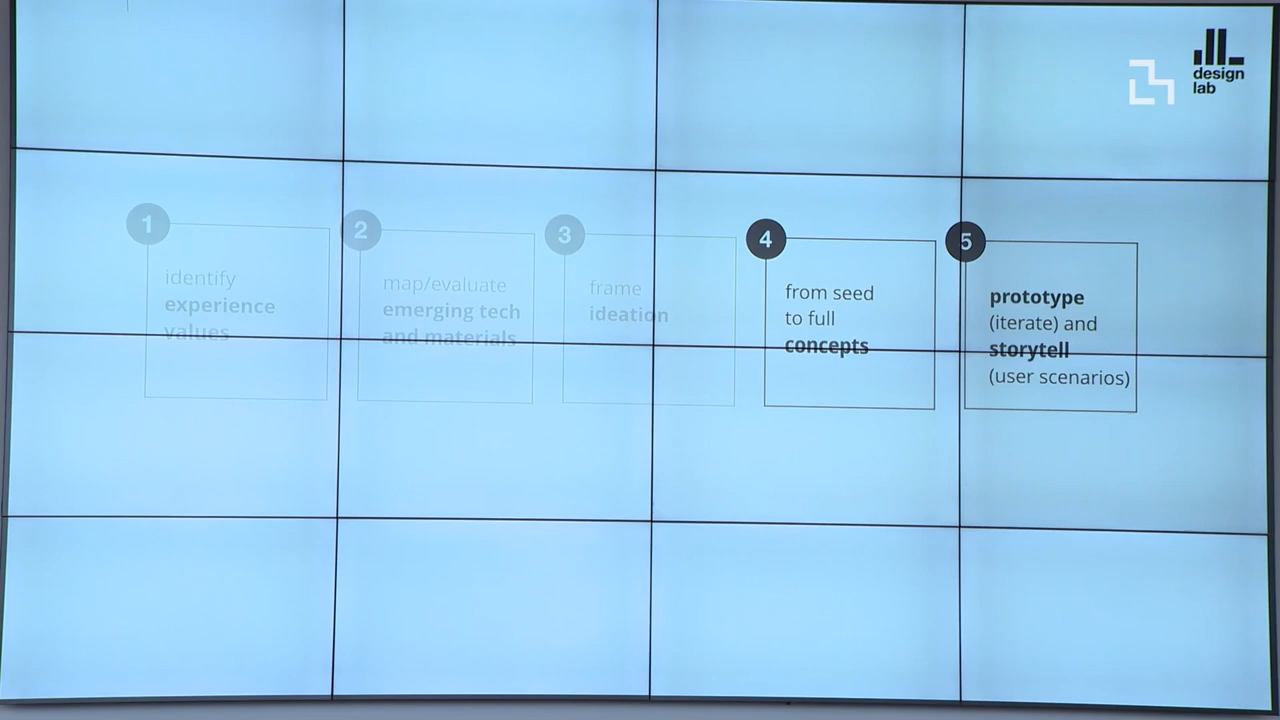 design
lab
1
identify
experience
values
2
map/evaluate
emerging tech
and materials
3
frame
ideation
4
from seed
to full
concepts
5
prototype
(iterate) and
storytell
(user scenarios)